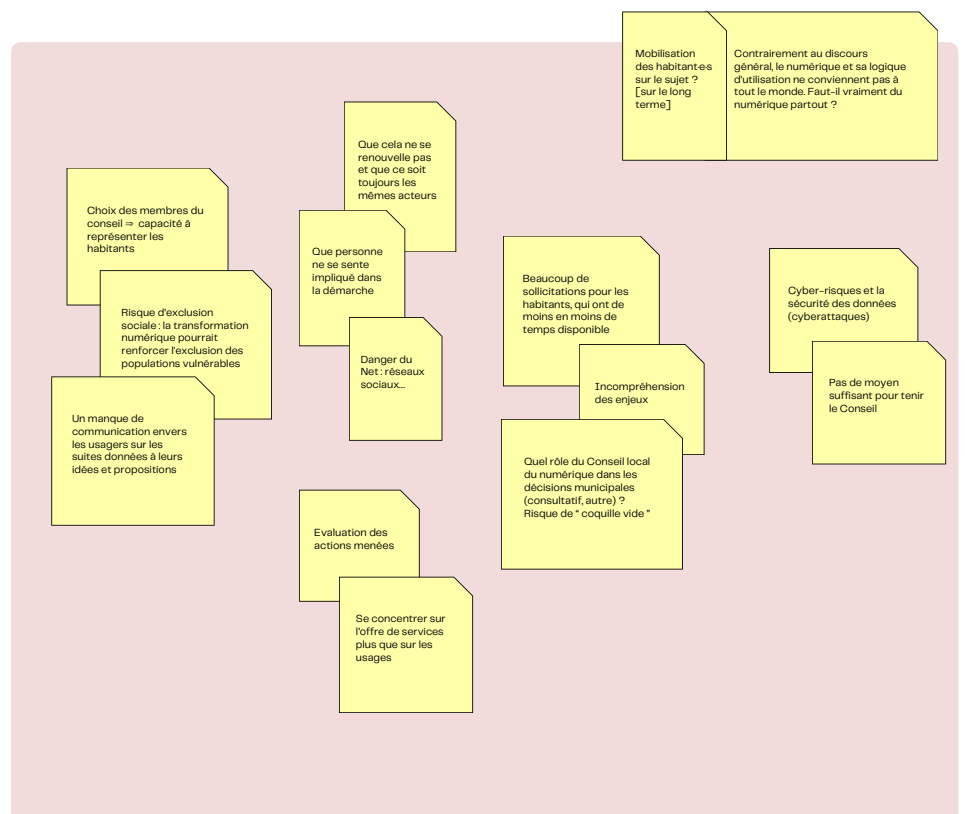 Mobilisation
des habitant·e·s
sur le sujet ?
[sur le long
terme]
Contrairement au discours
général, le numérique et sa logique
d'utilisation ne conviennent pas à
tout le monde. Faut-il vraiment du
numérique partout ?
Que cela ne se
renouvelle pas
et que ce soit
toujours les
mêmes acteurs
Choix des membres du
conseil ⇒ capacité à
représenter les
habitants
Que personne
ne se sente
impliqué dans
la démarche
Risque d'exclusion
sociale : la transformation
numérique pourrait
renforcer l'exclusion des
populations vulnérables
Danger du
Net : réseaux
sociaux...
Un manque de
communication envers
les usagers sur les
suites données à leurs
idées et propositions
Beaucoup de
sollicitations pour les
habitants, qui ont de
moins en moins de
temps disponible
Incompréhension
des enjeux
Quel rôle du Conseil local
du numérique dans les
décisions municipales
(consultatif, autre) ?
Risque de " coquille vide "
Cyber-risques et la
sécurité des données
(cyberattaques)
Pas de moyen
suffisant pour tenir
le Conseil
Evaluation des
actions menées
Se concentrer sur
l'offre de services
plus que sur les
usages